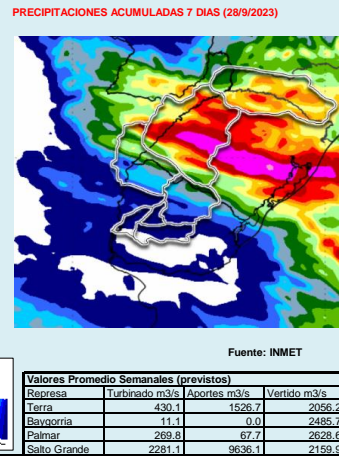 PRECIPITACIONES ACUMULADAS 7 DIAS (28/9/2023)
Fuente: INMET
Valores Promedio Semanales (previstos)
Represa Turbinado m3/s Aportes m3/s Vertido m3/s
Terra 430.1 1526.7 2056.2
Baygorria 11.1 0.0 2485.7
Palmar 269.8 67.7 2628.6
Salto Grande 2281.1 9636.1 2159.9